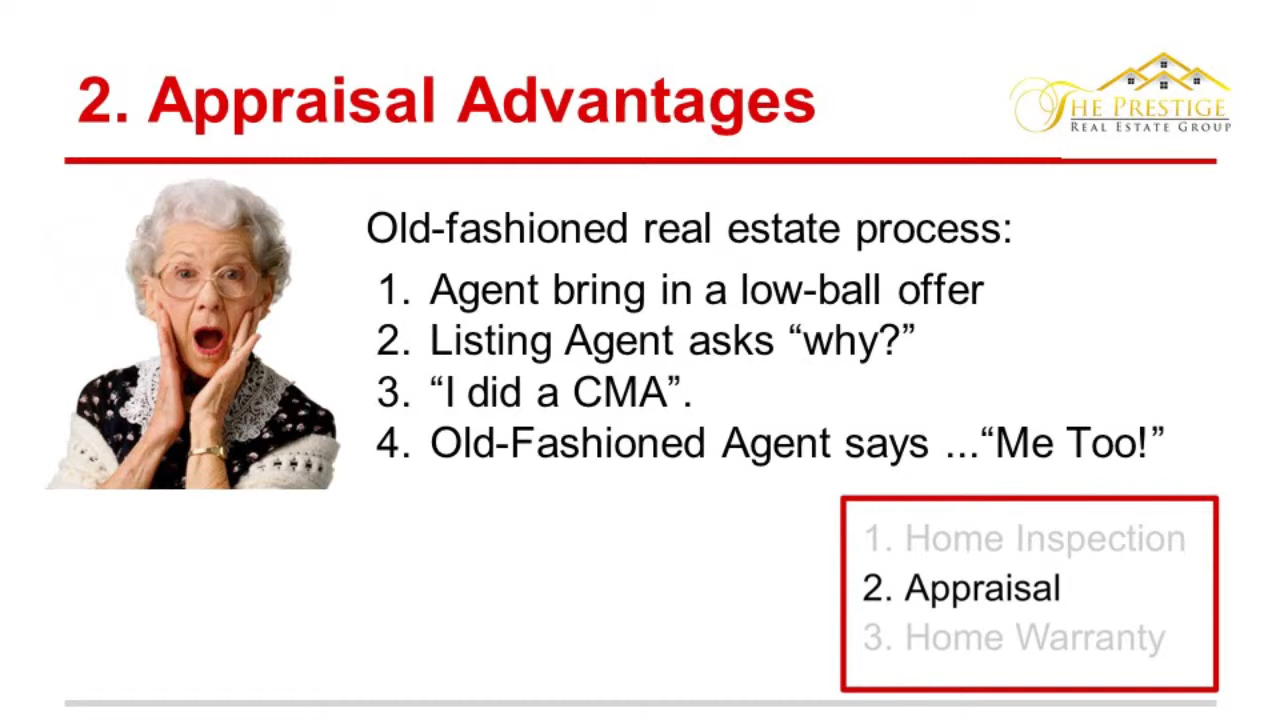 2. Appraisal Advantages
THE PRESTIGE
REAL ESTATE GROUP
Old-fashioned real estate process:
1. Agent bring in a low-ball offer
2. Listing Agent asks “why?”
3. “I did a CMA”.
4. Old-Fashioned Agent says ...“Me Too!”
1. Home Inspection
2. Appraisal
3. Home Warranty